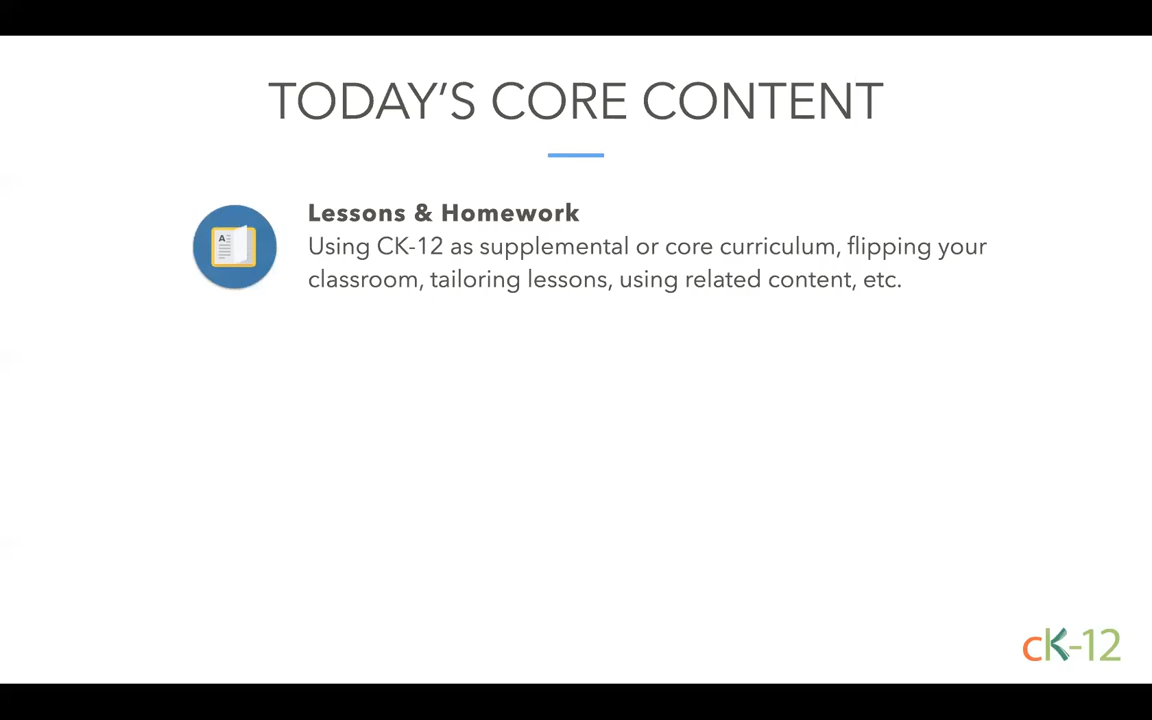 TODAY’S CORE CONTENT
Lessons & Homework
Using CK-12 as supplemental or core curriculum, flipping your
classroom, tailoring lessons, using related content, etc.
A
cK-12